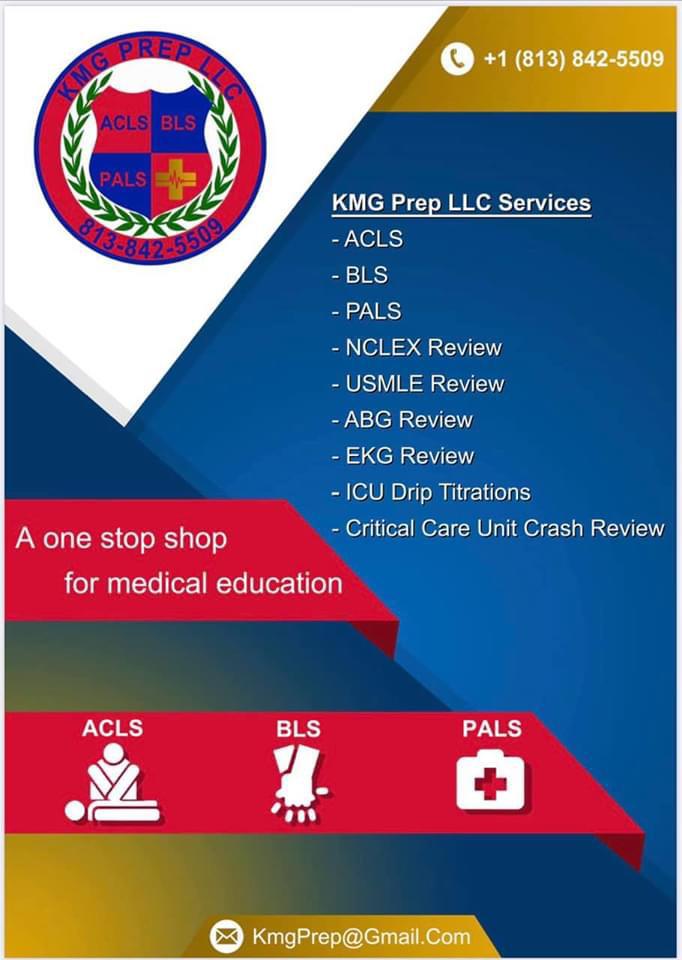 KMG PREP LLC
ACLS BLS
PALS
813-842-5509
+1 (813) 842-5509
KMG Prep LLC Services
- ACLS
- BLS
- PALS
- NCLEX Review
- USMLE Review
- ABG Review
- EKG Review
- ICU Drip Titrations
- Critical Care Unit Crash Review
A one stop shop
for medical education
ACLS BLS PALS
KmgPrep@Gmail.Com